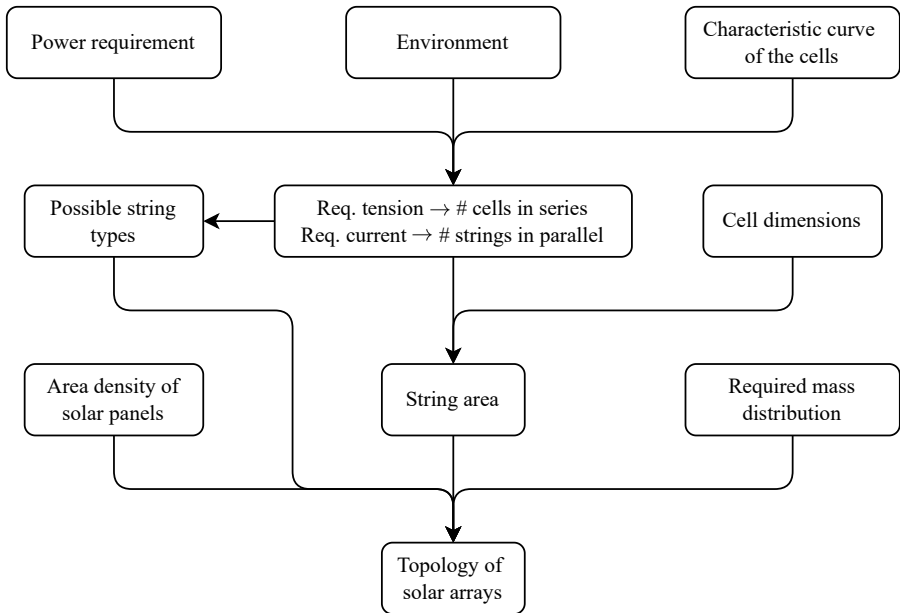 Power requirement
Environment
Characteristic curve
of the cells
Possible string
types
Req. tension → # cells in series
Req. current → # strings in parallel
Cell dimensions
Area density of
solar panels
String area
Required mass
distribution
Topology of
solar arrays